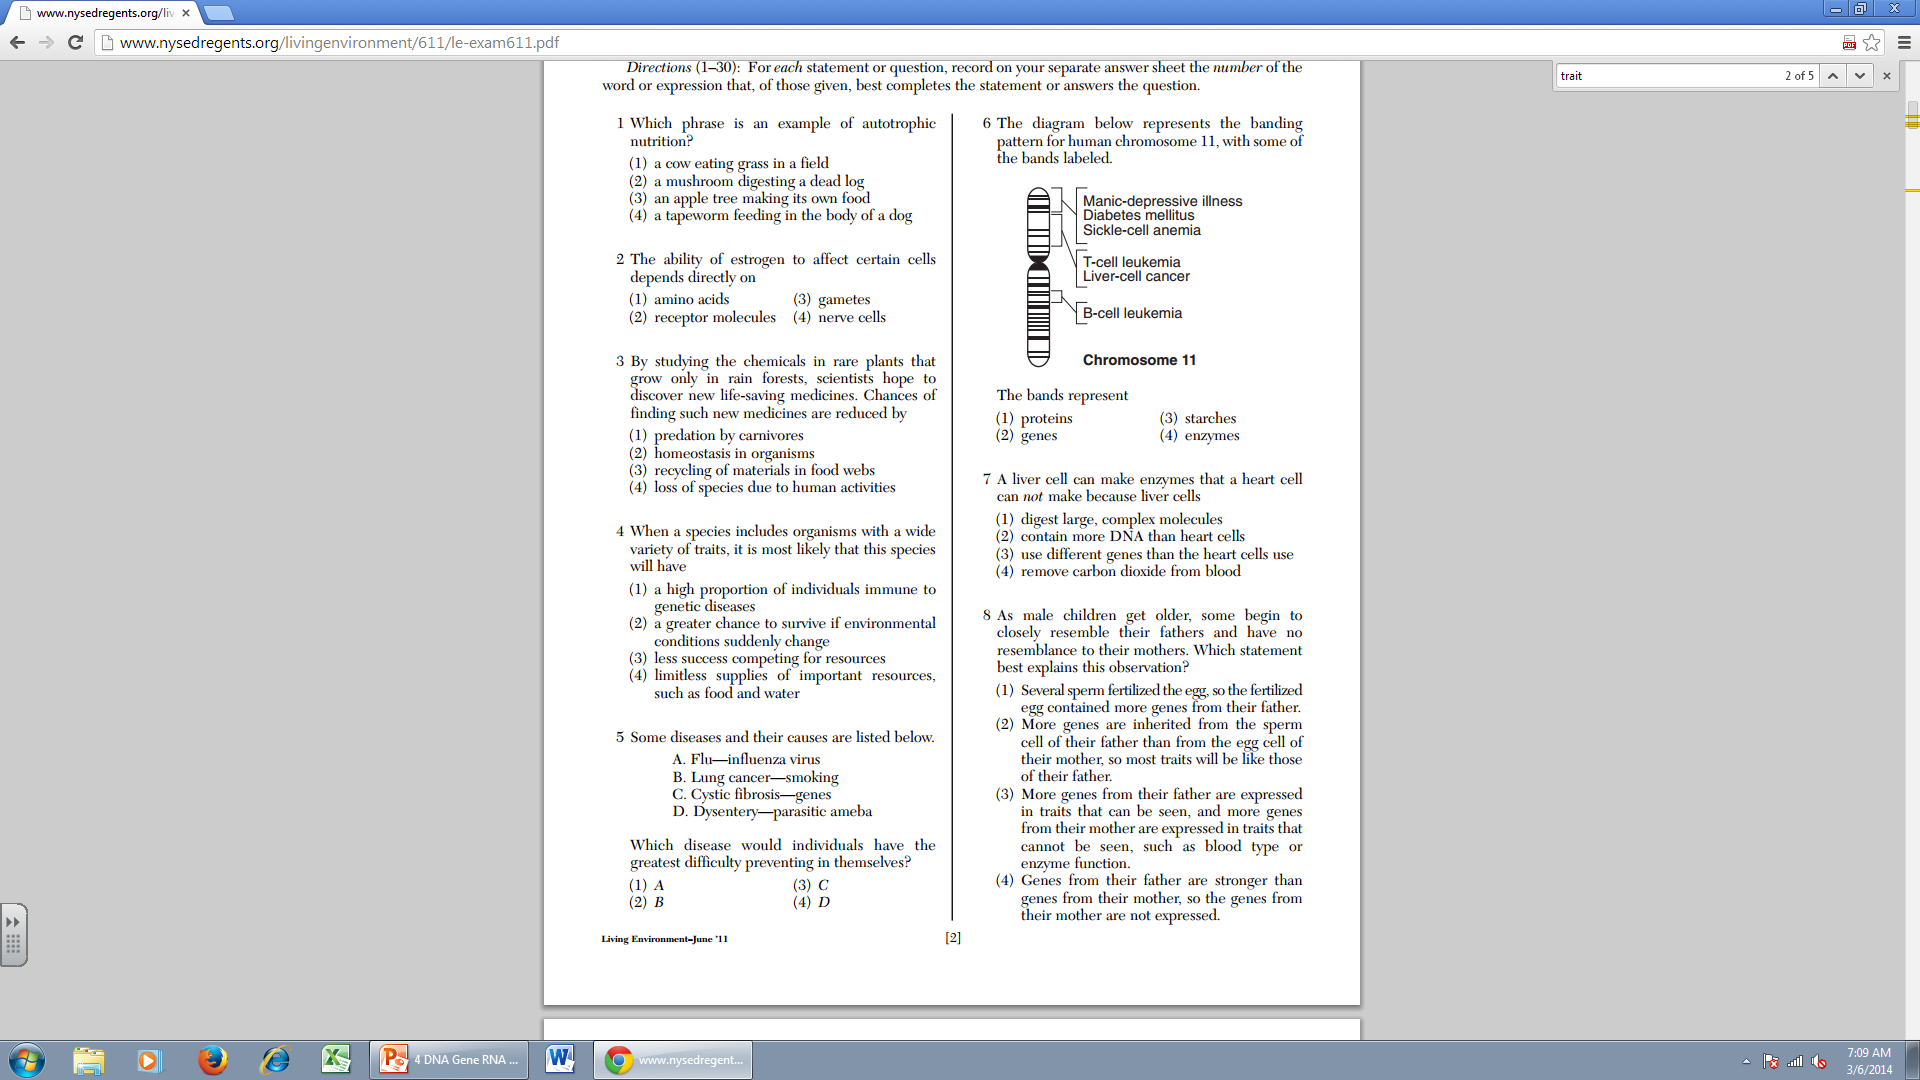 www.nysedregents.org/liv
www.nysedregents.org/livingenvironment/611/le-exam611.pdf
trait
2 of 5
Directions (1–30): For each statement or question, record on your separate answer sheet the number of the
word or expression that, of those given, best completes the statement or answers the question.
1 Which phrase is an example of autotrophic
nutrition?
(1) a cow eating grass in a field
(2) a mushroom digesting a dead log
(3) an apple tree making its own food
(4) a tapeworm feeding in the body of a dog
2 The ability of estrogen to affect certain cells
depends directly on
(1) amino acids (3) gametes
(2) receptor molecules (4) nerve cells
3 By studying the chemicals in rare plants that
grow only in rain forests, scientists hope to
discover new life-saving medicines. Chances of
finding such new medicines are reduced by
(1) predation by carnivores
(2) homeostasis in organisms
(3) recycling of materials in food webs
(4) loss of species due to human activities
4 When a species includes organisms with a wide
variety of traits, it is most likely that this species
will have
(1) a high proportion of individuals immune to
genetic diseases
(2) a greater chance to survive if environmental
conditions suddenly change
(3) less success competing for resources
(4) limitless supplies of important resources,
such as food and water
5 Some diseases and their causes are listed below.
A. Flu—influenza virus
B. Lung cancer—smoking
C. Cystic fibrosis—genes
D. Dysentery—parasitic ameba
Which disease would individuals have the
greatest difficulty preventing in themselves?
(1) A (3) C
(2) B (4) D
6 The diagram below represents the banding
pattern for human chromosome 11, with some of
the bands labeled.
Manic-depressive illness
Diabetes mellitus
Sickle-cell anemia
T-cell leukemia
Liver-cell cancer
B-cell leukemia
Chromosome 11
The bands represent
(1) proteins (3) starches
(2) genes (4) enzymes
7 A liver cell can make enzymes that a heart cell
can not make because liver cells
(1) digest large, complex molecules
(2) contain more DNA than heart cells
(3) use different genes than the heart cells use
(4) remove carbon dioxide from blood
8 As male children get older, some begin to
closely resemble their fathers and have no
resemblance to their mothers. Which statement
best explains this observation?
(1) Several sperm fertilized the egg, so the fertilized
egg contained more genes from their father.
(2) More genes are inherited from the sperm
cell of their father than from the egg cell of
their mother, so most traits will be like those
of their father.
(3) More genes from their father are expressed
in traits that can be seen, and more genes
from their mother are expressed in traits that
cannot be seen, such as blood type or
enzyme function.
(4) Genes from their father are stronger than
genes from their mother, so the genes from
their mother are not expressed.
Living Environment–June ’11
[2]
4 DNA Gene RNA ...
www.nysedregent...
7:09 AM
3/6/2014